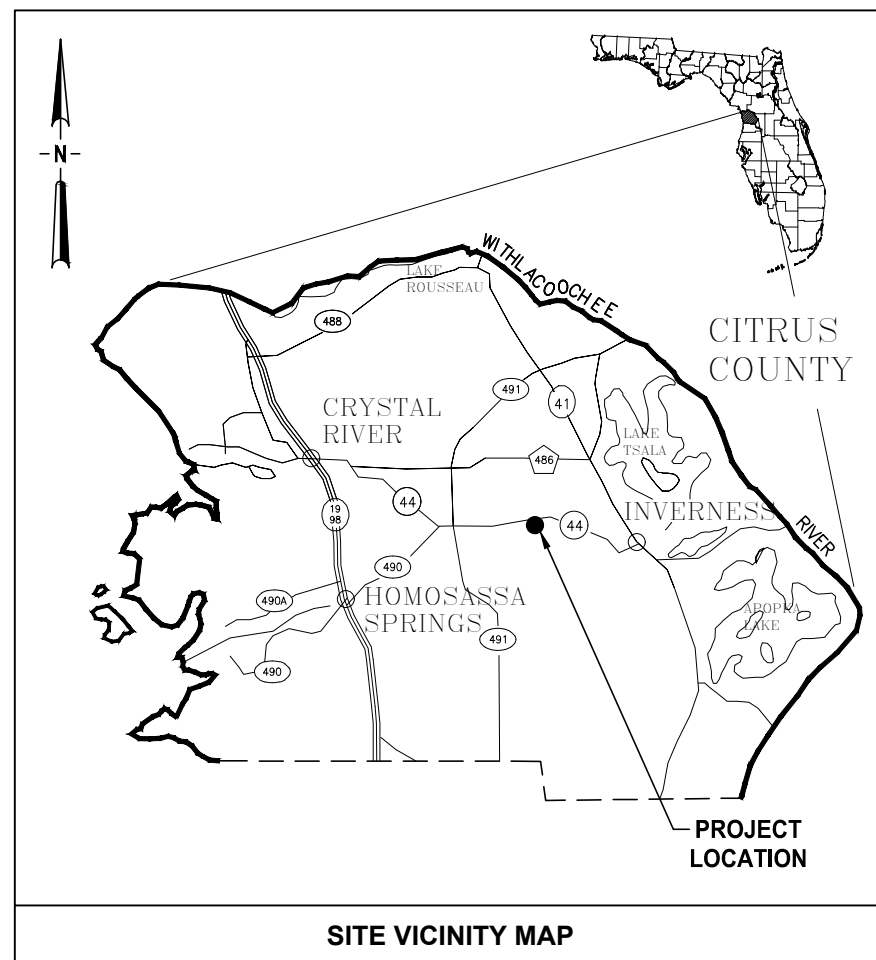 N
WITHLACOOCHEE
LAKE
ROUSSEAU
488
CITRUS
COUNTY
491
41
CRYSTAL
RIVER
LAKE
TSALA
486
44
19
98
INVERNESS
44
RIVER
490
490A
HOMOSASSA
SPRINGS
APOPKA
LAKE
491
490
PROJECT
LOCATION
SITE VICINITY MAP